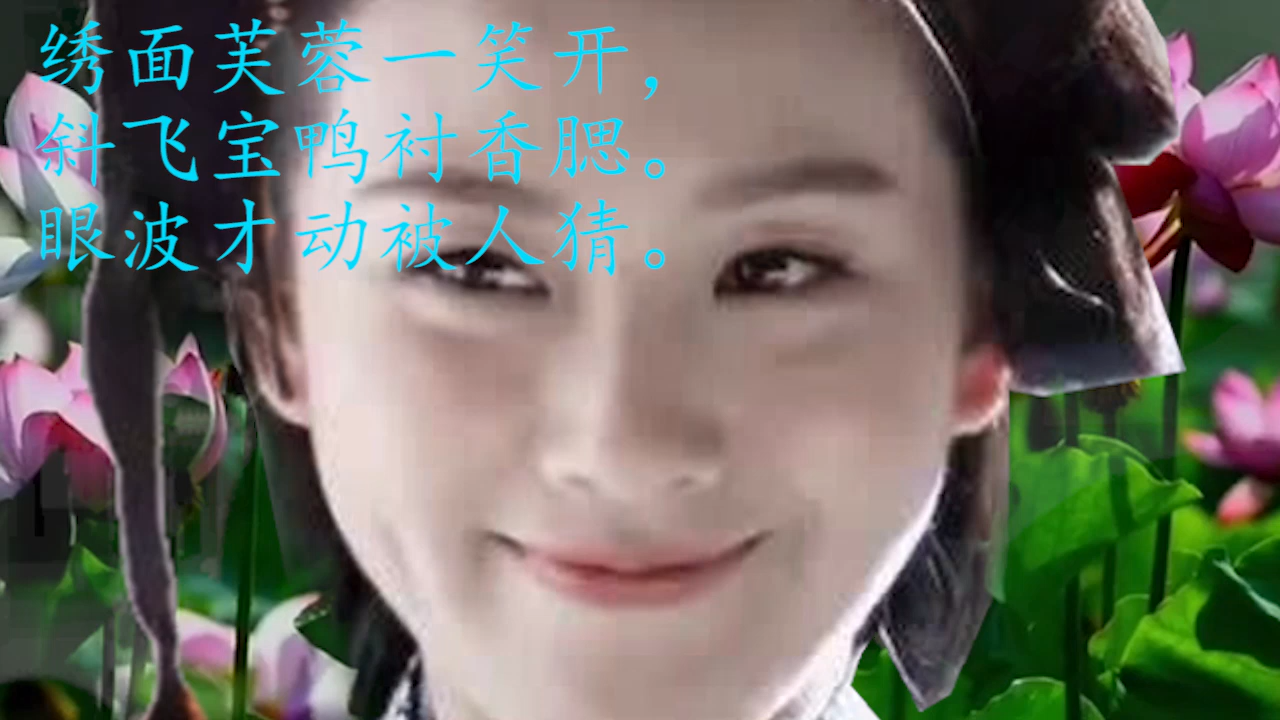 绣面芙蓉一笑开，
斜飞宝鸭衬香腮。
眼波才动被人猜。